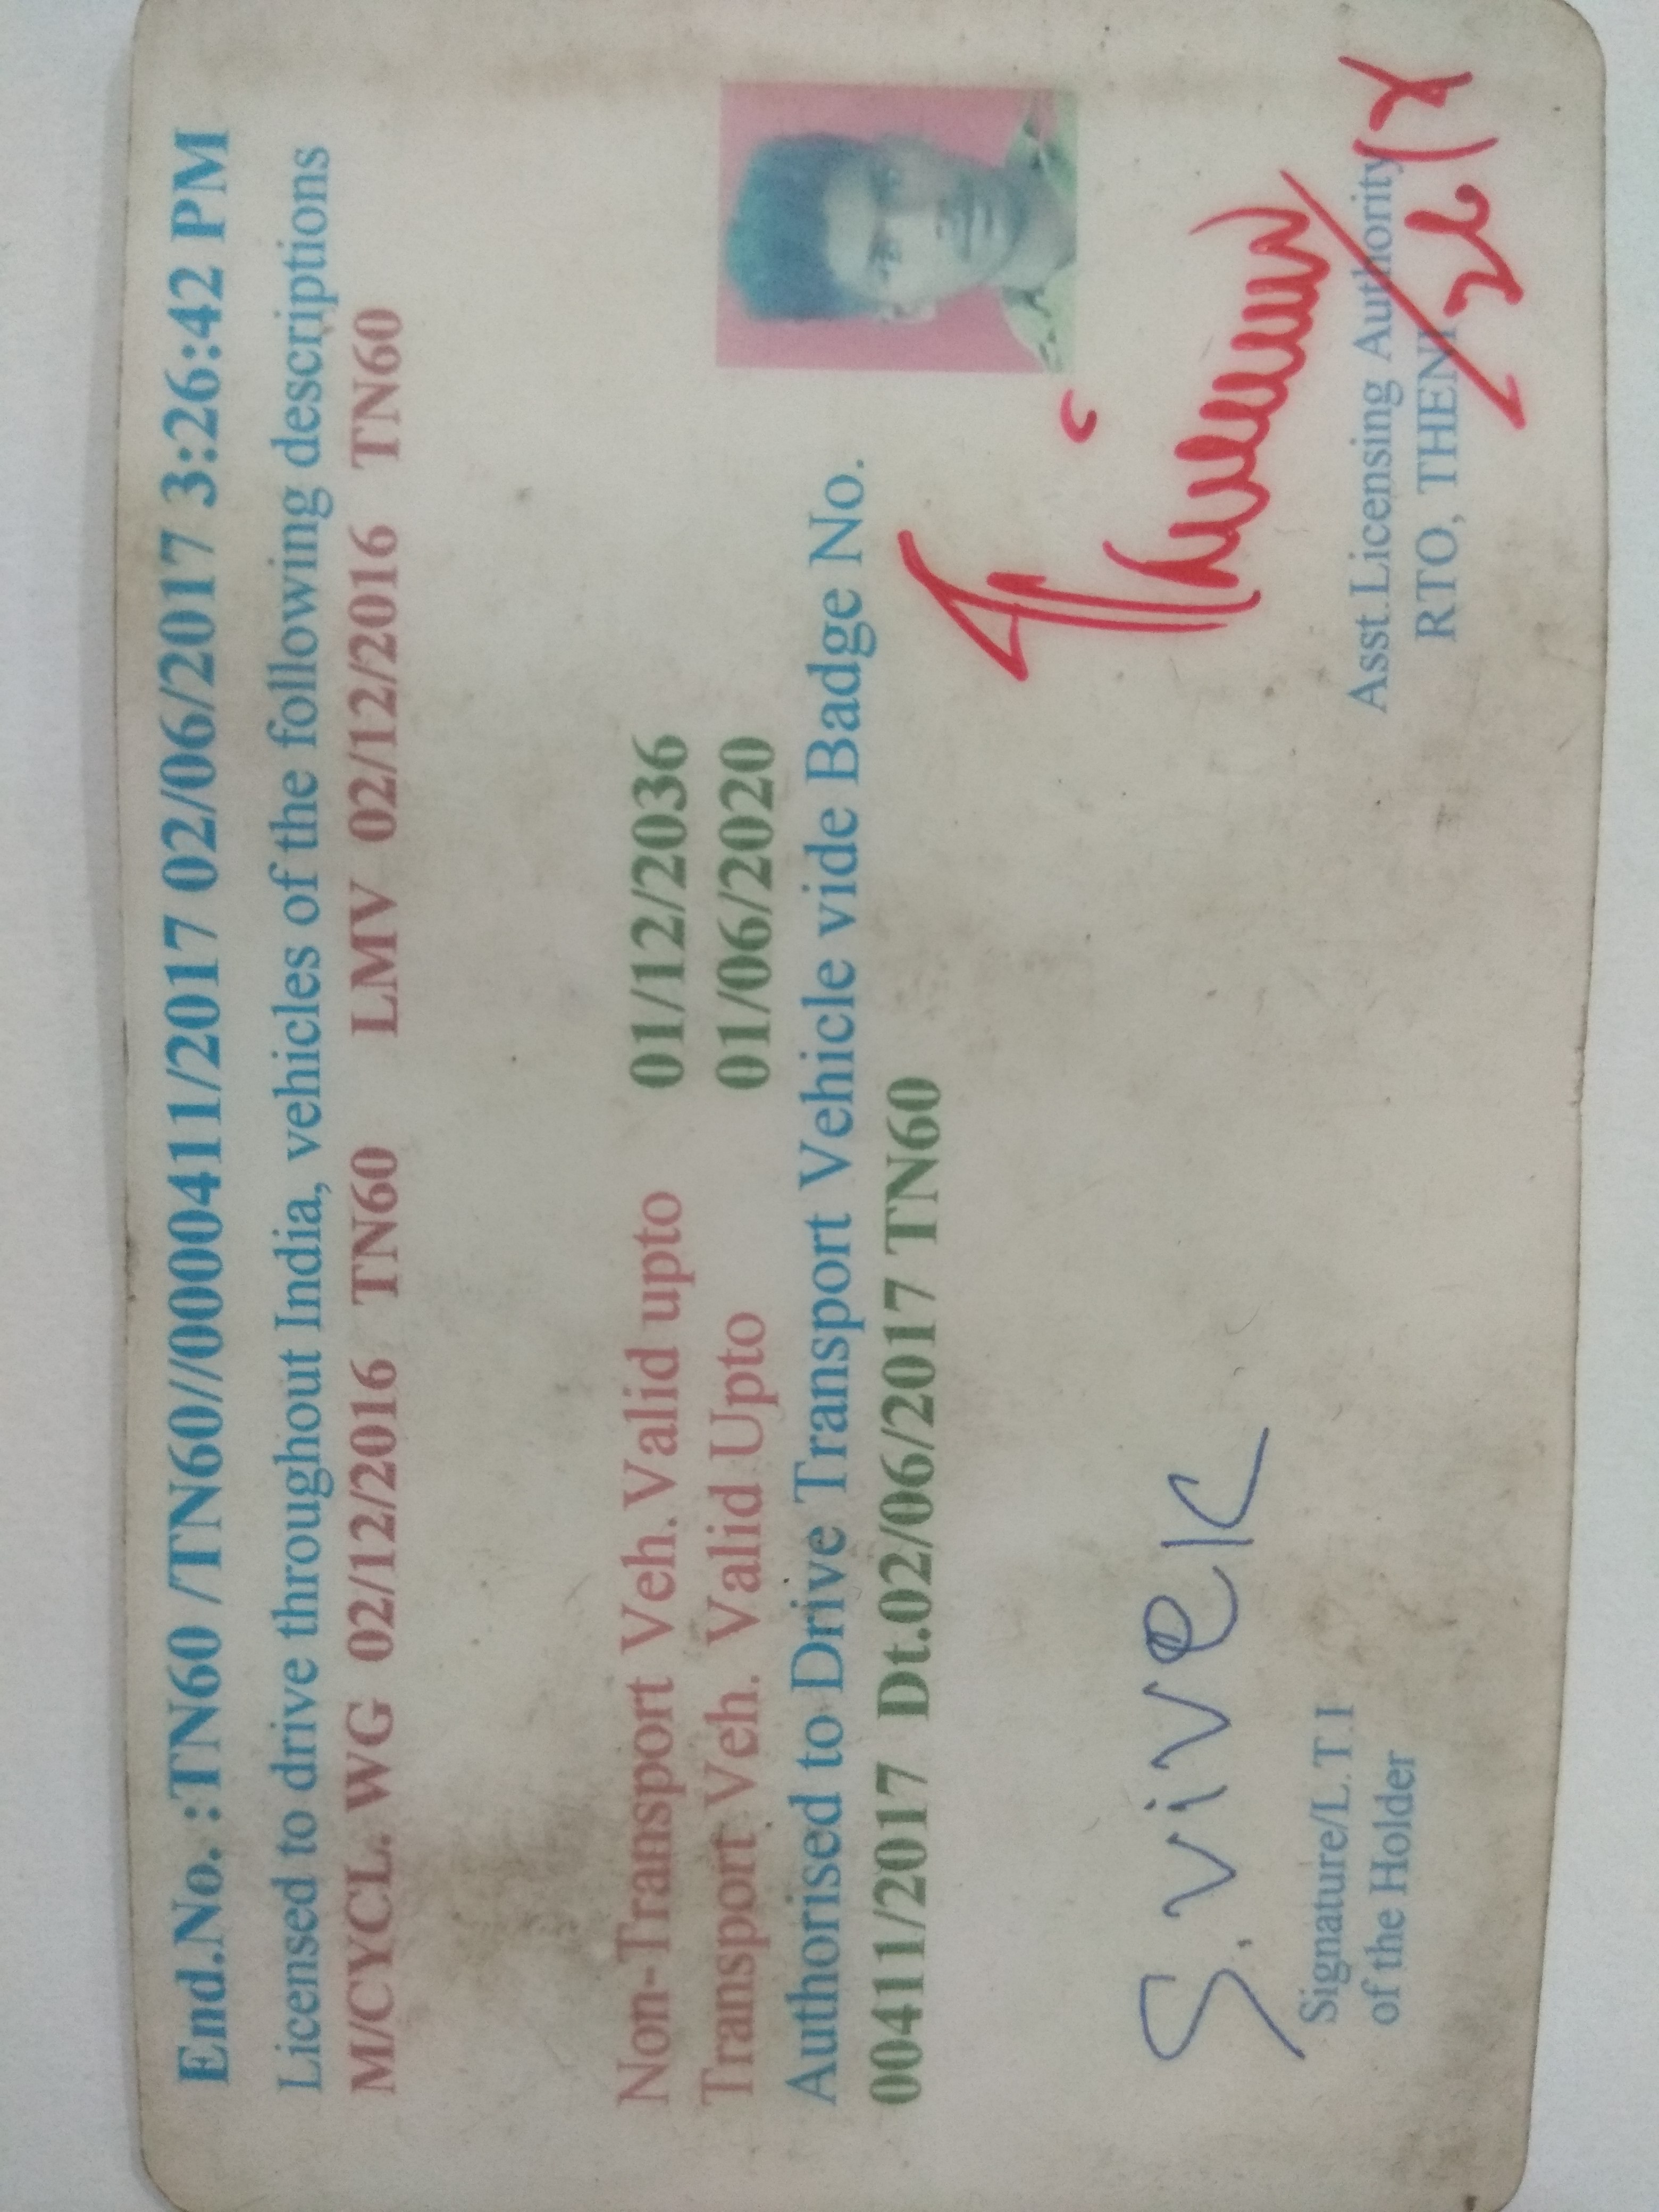 End.No. :TN60 /TN60//000411/2017 02/06/2017 3:26:42 PM
Licensed to drive throughout India, vehicles of the following descriptions
M/CYCL. WG 02/12/2016 TN60 LMV 02/12/2016 TN60
Non-Transport Veh. Valid upto 01/12/2036
Transport Veh. Valid Upto 01/06/2020
Authorised to Drive Transport Vehicle vide Badge No.
00411/2017 Dt.02/06/2017 TN60
S. vivek
Signature/L.T.I
of the Holder
Asst.Licensing Authority
RTO, THENI